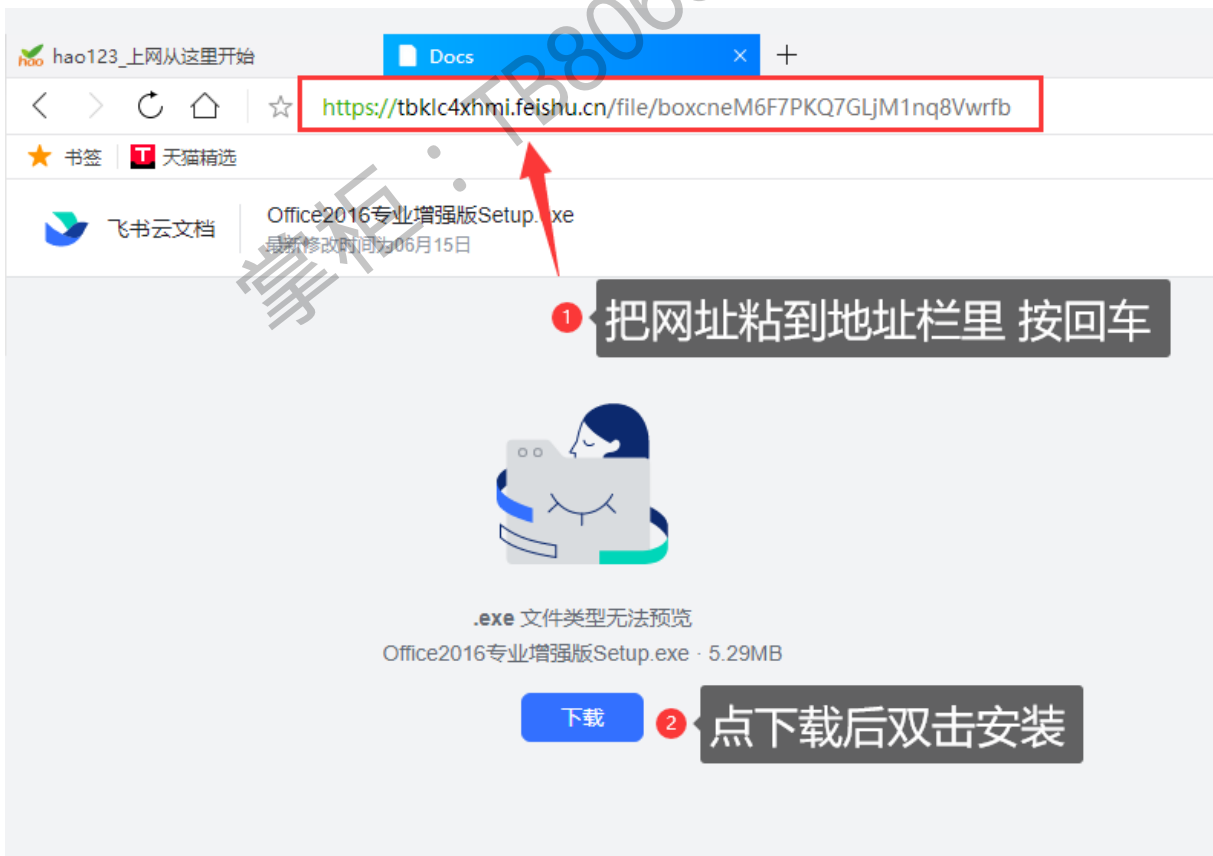 hao123_上网从这里开始
Docs
https://tbklc4xhmi.feishu.cn/file/boxcneM6F7PKQ7GLjM1nq8Vwrfb
书签 天猫精选
飞书云文档
Office2016专业增强版Setup.exe
最新修改时间为06月15日
1 把网址粘到地址栏里 按回车
.exe 文件类型无法预览
Office2016专业增强版Setup.exe · 5.29MB
下载
2 点下载后双击安装
掌柜：TB806